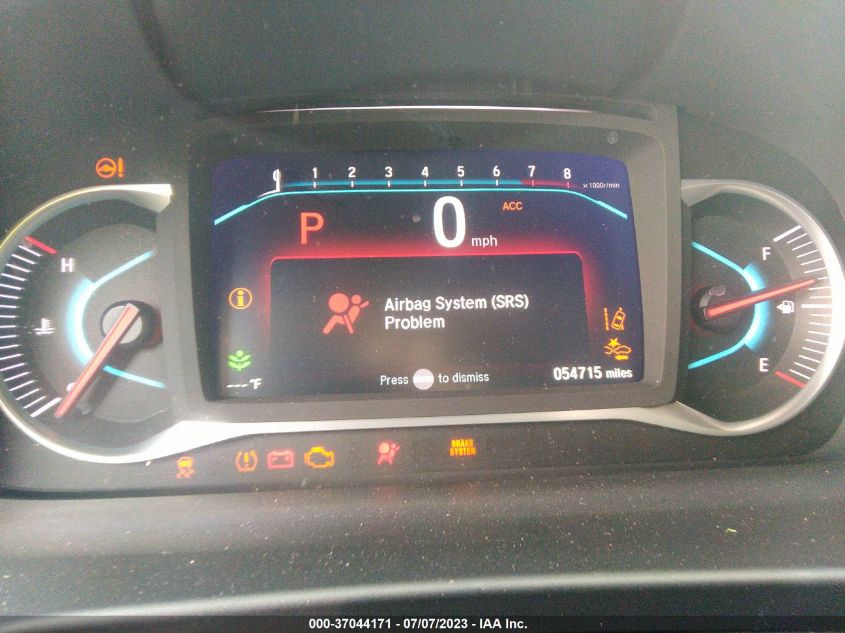 0 1 2 3 4 5 6 7 8 x1000r/min
P 0 mph ACC
H F
Airbag System (SRS)
Problem
E
---°F Press to dismiss 054715 miles
BRAKE
SYSTEM
000-37044171 - 07/07/2023 - IAA Inc.